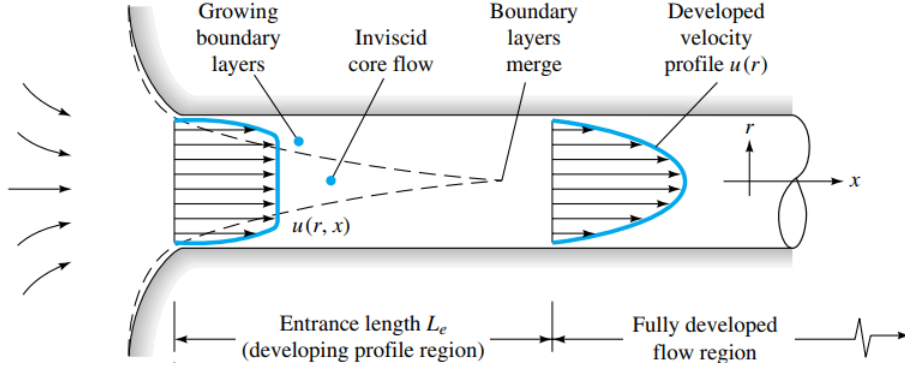 Growing
boundary
layers
Inviscid
core flow
Boundary
layers
merge
Developed
velocity
profile u(r)
r
x
u(r, x)
Entrance length Le
(developing profile region)
Fully developed
flow region